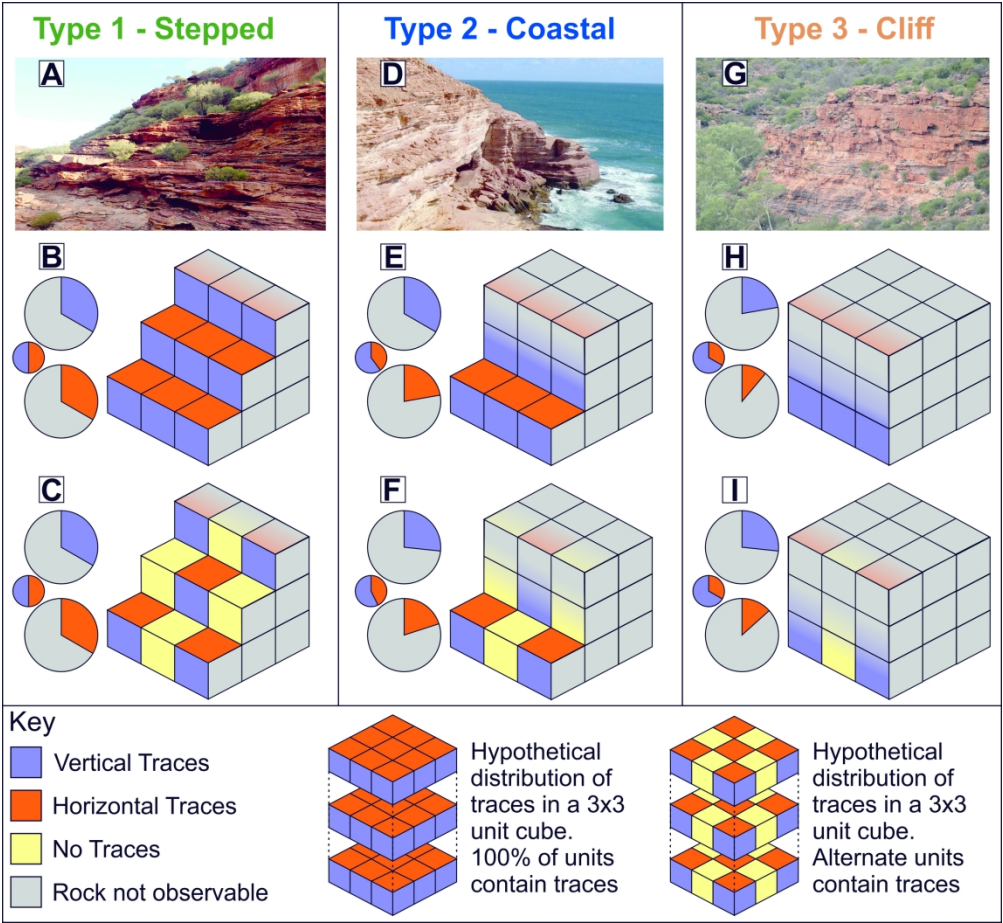 Type 1 - Stepped
Type 2 - Coastal
Type 3 - Cliff
A
D
G
B
E
H
C
F
I
Key
Vertical Traces
Horizontal Traces
No Traces
Rock not observable
Hypothetical
distribution of
traces in a 3x3
unit cube.
100% of units
contain traces
Hypothetical
distribution of
traces in a 3x3
unit cube.
Alternate units
contain traces